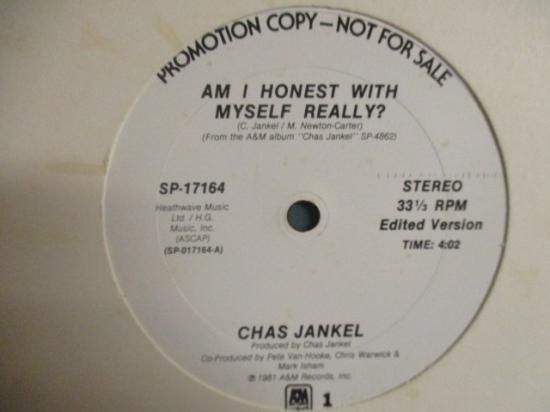 PROMOTION COPY—NOT FOR SALE
AM I HONEST WITH
MYSELF REALLY?
(C. Jankel / M. Newton-Carter)
(From the A&M album "Chas Jankel" SP-4862)
SP-17164
Heathwave Music
Ltd. / H.G.
Music, Inc.
(ASCAP)
(SP-017164-A)
STEREO
33⅓ RPM
Edited Version
TIME: 4:02
CHAS JANKEL
Produced by Chas Jankel
Co-Produced by Pete Van-Hooke, Chris Warwick &
Mark Isham
℗ 1981 A&M Records, Inc.
A&M 1